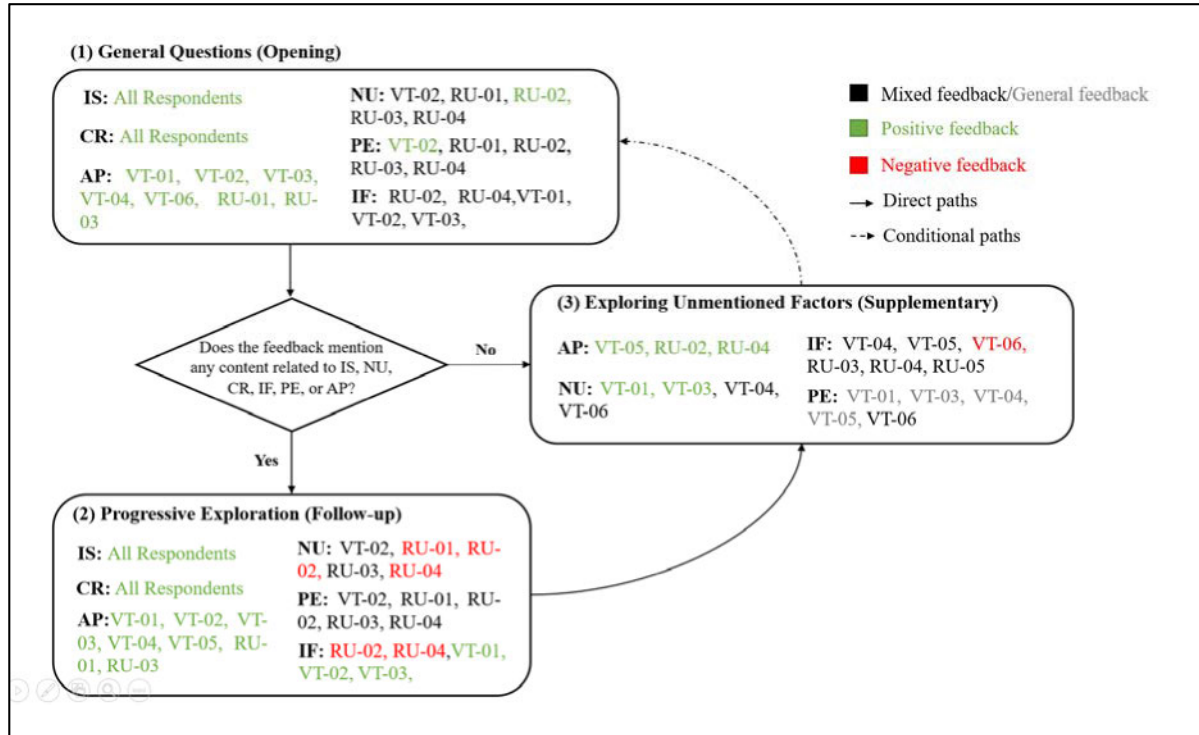 (1) General Questions (Opening)
IS: All Respondents
CR: All Respondents
AP: VT-01, VT-02, VT-03,
VT-04, VT-06, RU-01, RU-
03
NU: VT-02, RU-01, RU-02,
RU-03, RU-04
PE: VT-02, RU-01, RU-02,
RU-03, RU-04
IF: RU-02, RU-04,VT-01,
VT-02, VT-03,
Mixed feedback/General feedback
Positive feedback
Negative feedback
Direct paths
Conditional paths
Does the feedback mention
any content related to IS, NU,
CR, IF, PE, or AP?
No
Yes
(3) Exploring Unmentioned Factors (Supplementary)
AP: VT-05, RU-02, RU-04
NU: VT-01, VT-03, VT-04,
VT-06
IF: VT-04, VT-05, VT-06,
RU-03, RU-04, RU-05
PE: VT-01, VT-03, VT-04,
VT-05, VT-06
(2) Progressive Exploration (Follow-up)
IS: All Respondents
CR: All Respondents
AP:VT-01, VT-02, VT-
03, VT-04, VT-05, RU-
01, RU-03
NU: VT-02, RU-01, RU-
02, RU-03, RU-04
PE: VT-02, RU-01, RU-
02, RU-03, RU-04
IF: RU-02, RU-04,VT-01,
VT-02, VT-03,